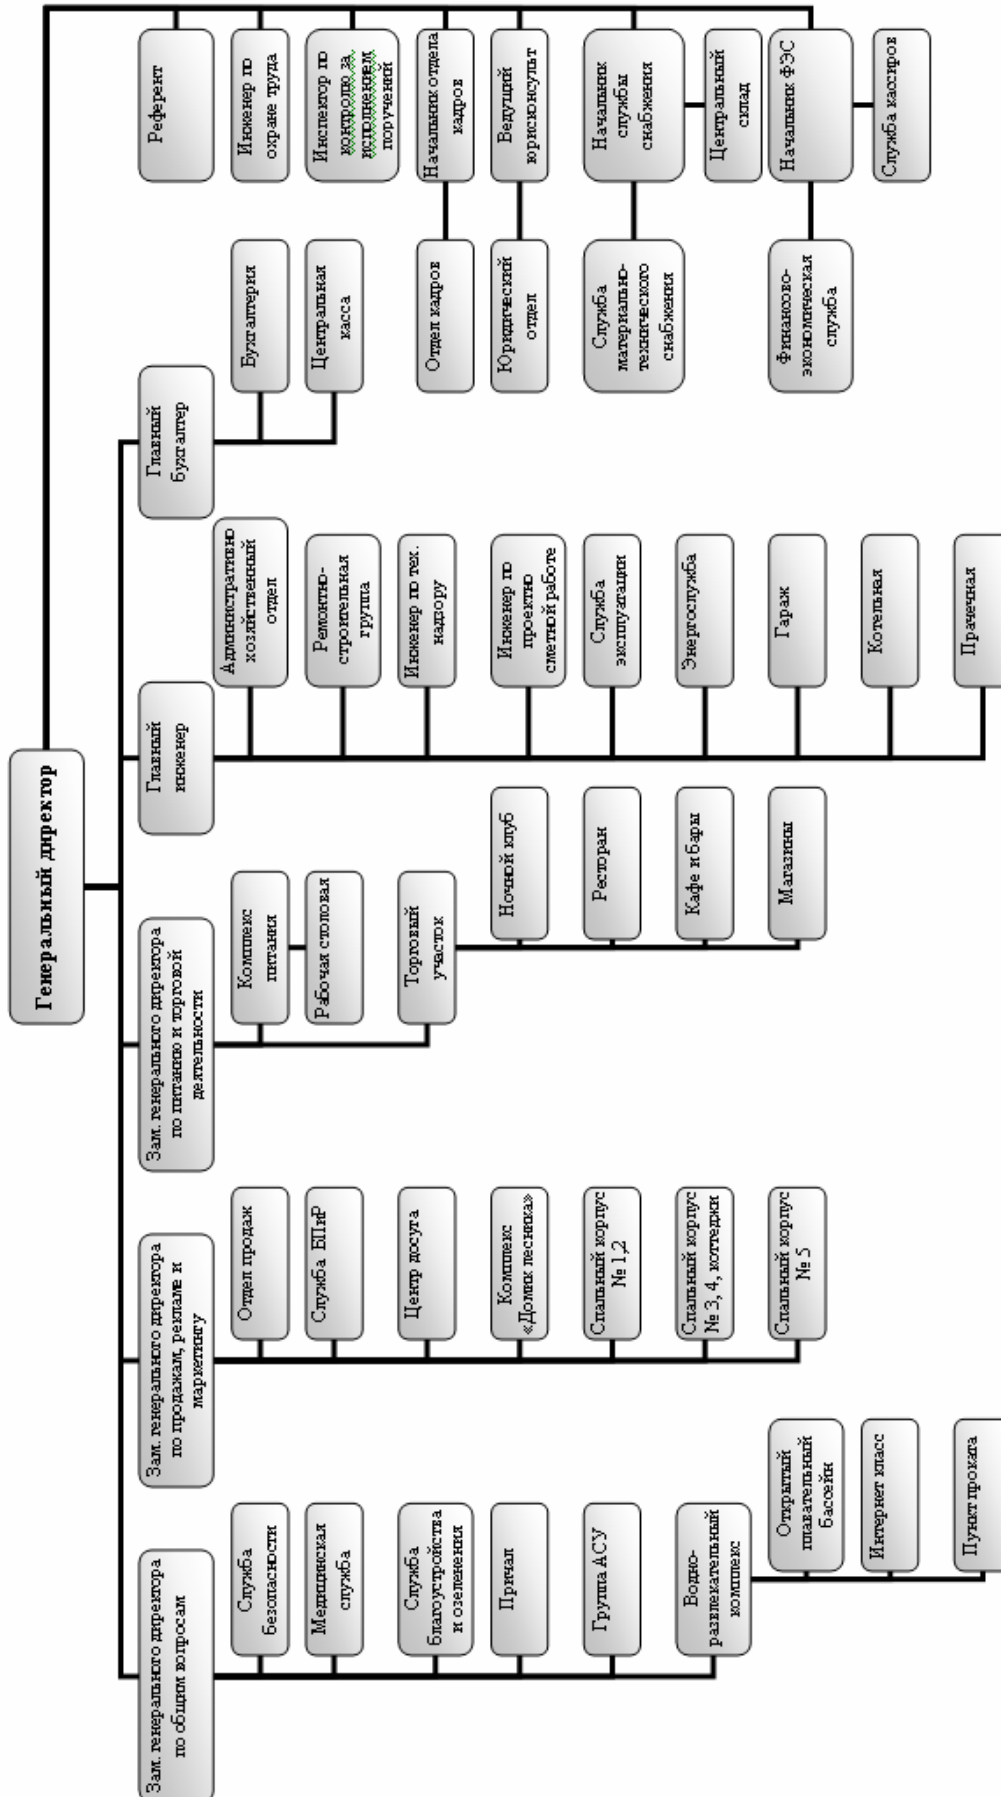 Генеральный директор
Зам. генерального директора
по общим вопросам
Служба
безопасности
Медицинская
служба
Служба
благоустройства
и озеленения
Причал
Группа АСУ
Водно-
развлекательный
комплекс
Открытый
плавательный
бассейн
Интернет класс
Пункт проката
Зам. генерального директора
по продажам, рекламе и
маркетингу
Отдел продаж
Служба БПиР
Центр досуга
Комплекс
«Домик лесника»
Спальный корпус
№ 1,2
Спальный корпус
№ 3, 4, коттеджи
Спальный корпус
№ 5
Зам. генерального директора
по питанию и торговой
деятельности
Комплекс
питания
Рабочая столовая
Торговый
участок
Ночной клуб
Ресторан
Кафе и бары
Магазины
Главный
инженер
Административно
хозяйственный
отдел
Ремонтно-
строительная
группа
Инженер по тех.
надзору
Инженер по
проектно
сметной работе
Служба
эксплуатации
Энергослужба
Гараж
Котельная
Прачечная
Главный
бухгалтер
Бухгалтерия
Центральная
касса
Референт
Инженер по
охране труда
Инспектор по
контролю за
исполнением
поручений
Начальник отдела
кадров
Отдел кадров
Ведущий
юрисконсульт
Юридический
отдел
Начальник
службы
снабжения
Служба
материально-
технического
снабжения
Центральный
склад
Начальник ФЭС
Финансово-
экономическая
служба
Служба кассиров